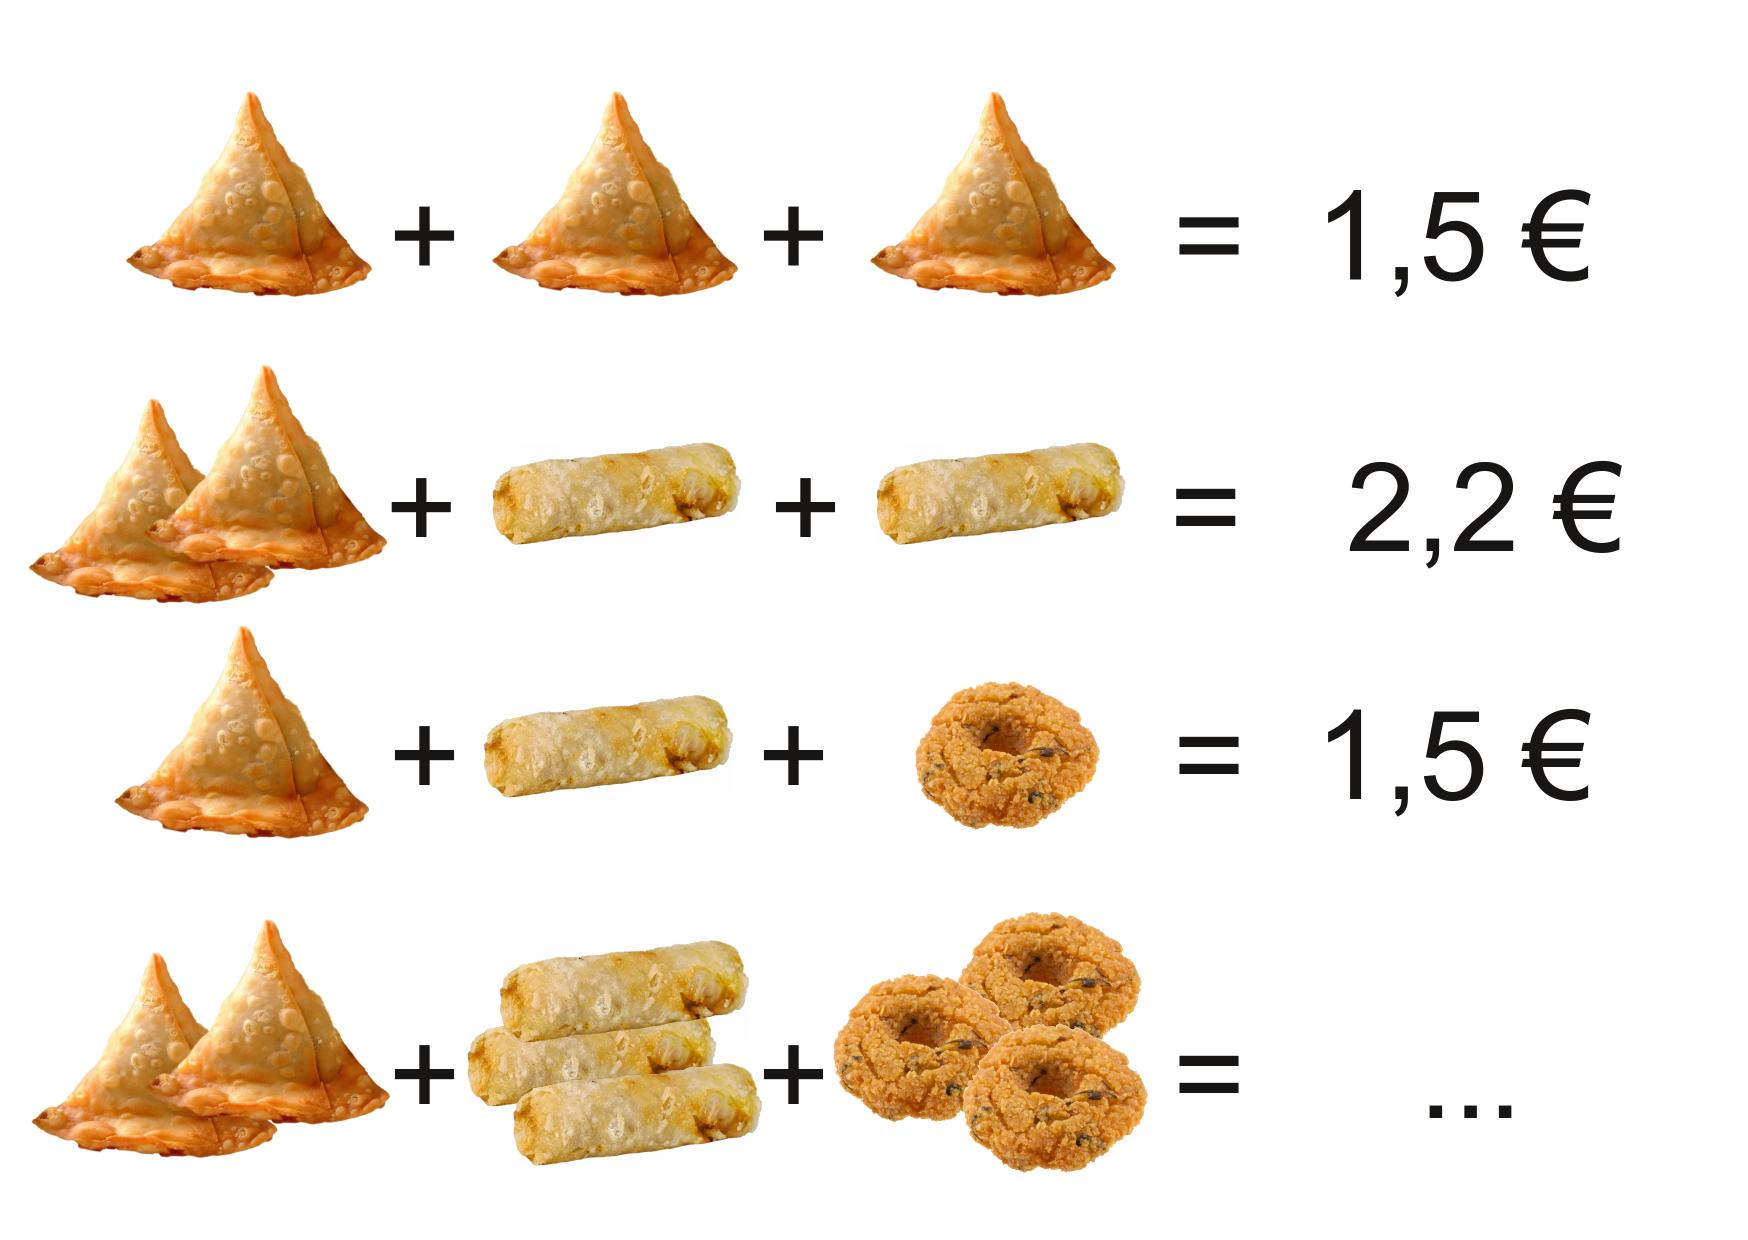 + + = 1,5 €
+ + = 2,2 €
+ + = 1,5 €
+ + = ...